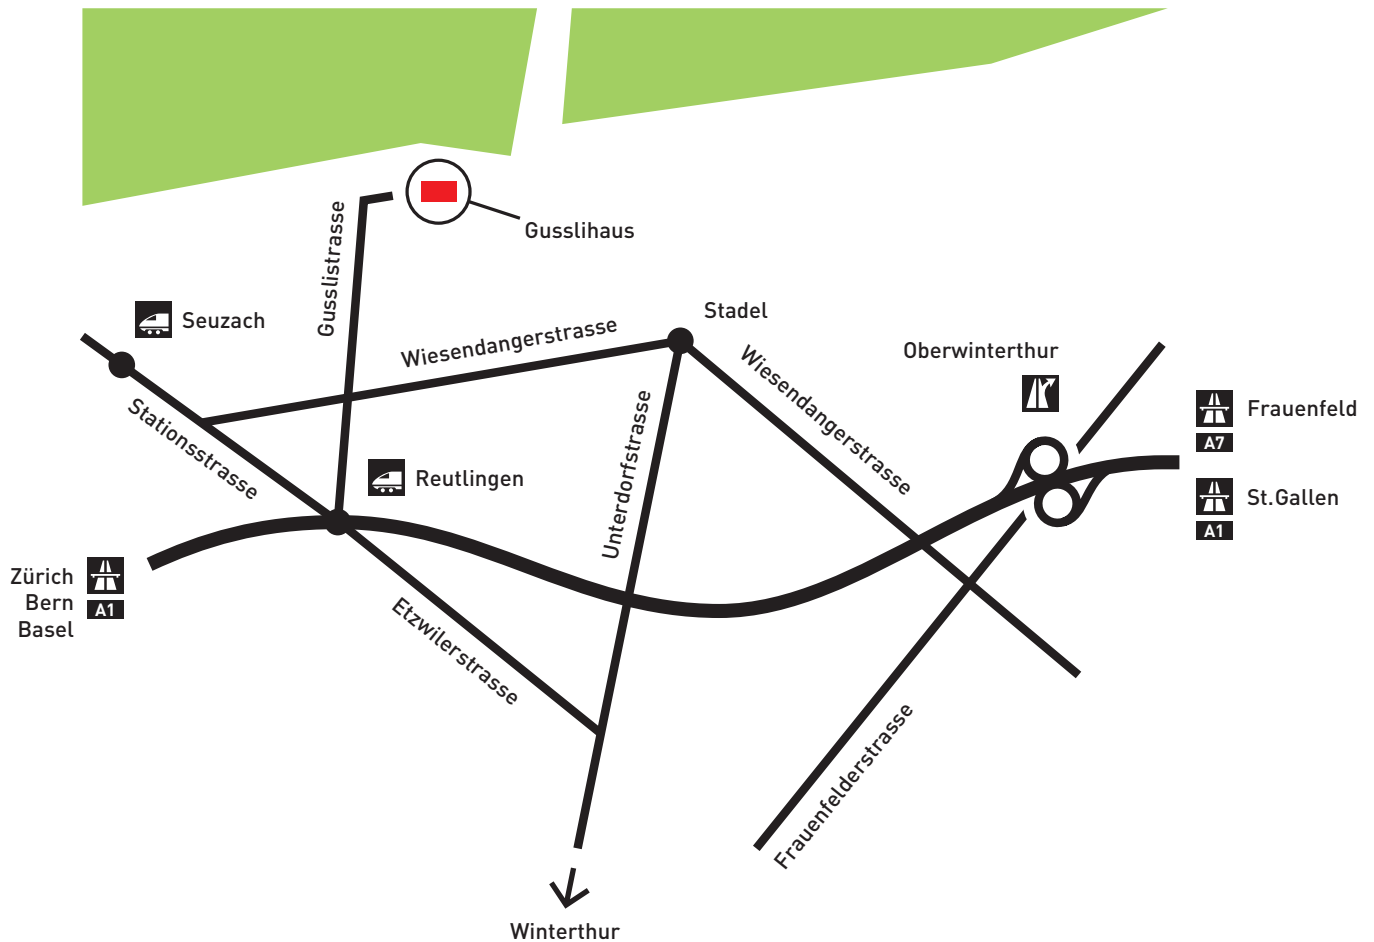 Gusslihaus
Gusslistrasse
Seuzach
Stadel
Wiesendangerstrasse
Oberwinterthur
Wiesendangerstrasse
Frauenfeld
A7
Stationsstrasse
Reutlingen
Unterdorfstrasse
St.Gallen
A1
Zürich
Bern
Basel
A1
Etzwilerstrasse
Frauenfelderstrasse
Winterthur